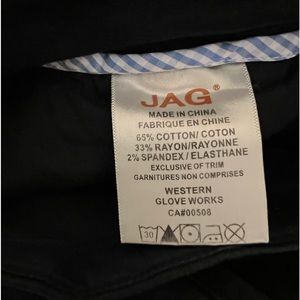 JAG®
MADE IN CHINA
FABRIQUE EN CHINE
65% COTTON/COTON
33% RAYON/RAYONNE
2% SPANDEX/ELASTHANE
EXCLUSIVE OF TRIM
GARNITURES NON COMPRISES
WESTERN
GLOVE WORKS
CA#00508
30